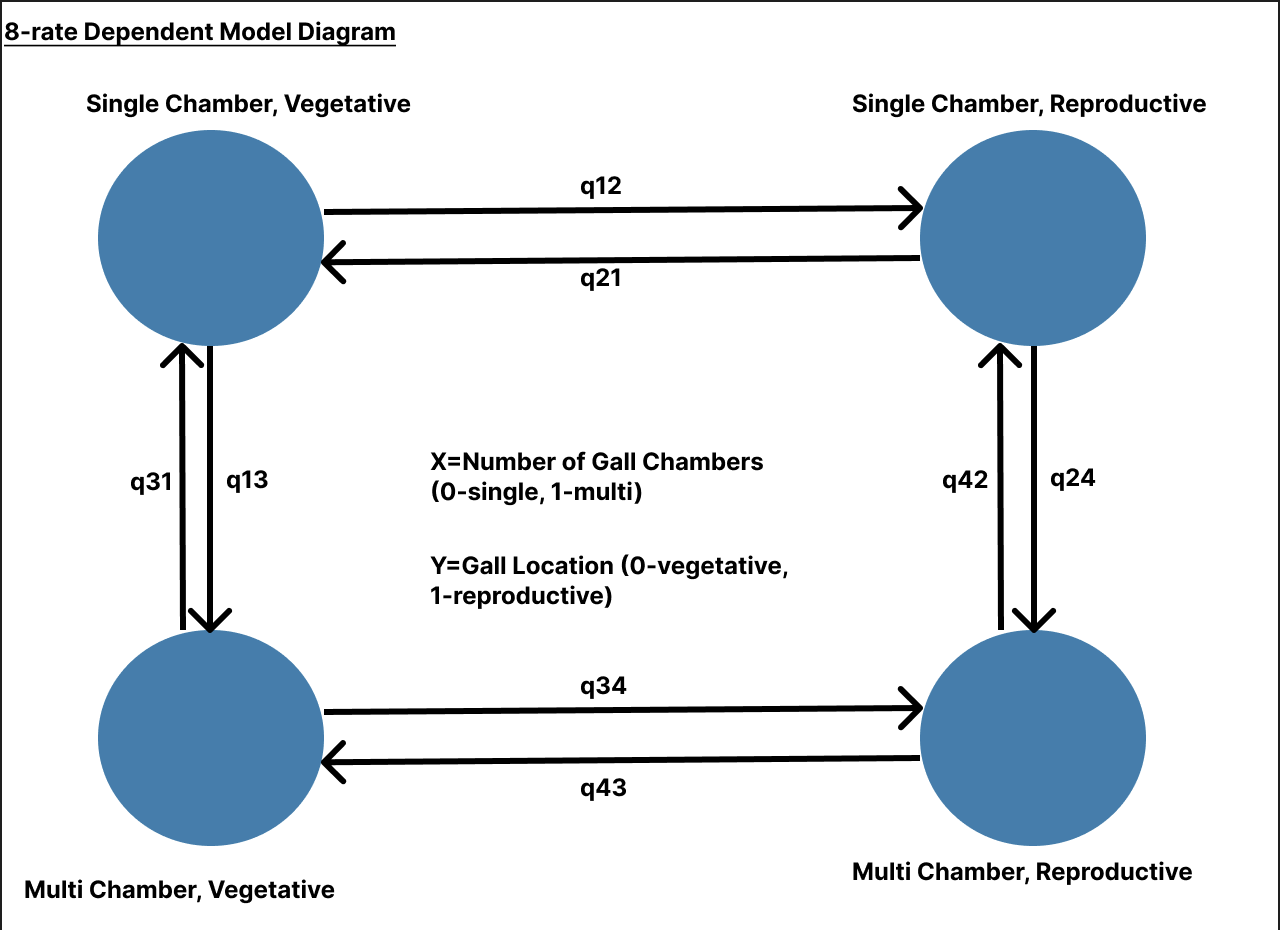 8-rate Dependent Model Diagram
Single Chamber, Vegetative
Single Chamber, Reproductive
q12
q21
q31
q13
q42
q24
X=Number of Gall Chambers
(0-single, 1-multi)
Y=Gall Location (0-vegetative,
1-reproductive)
q34
q43
Multi Chamber, Vegetative
Multi Chamber, Reproductive